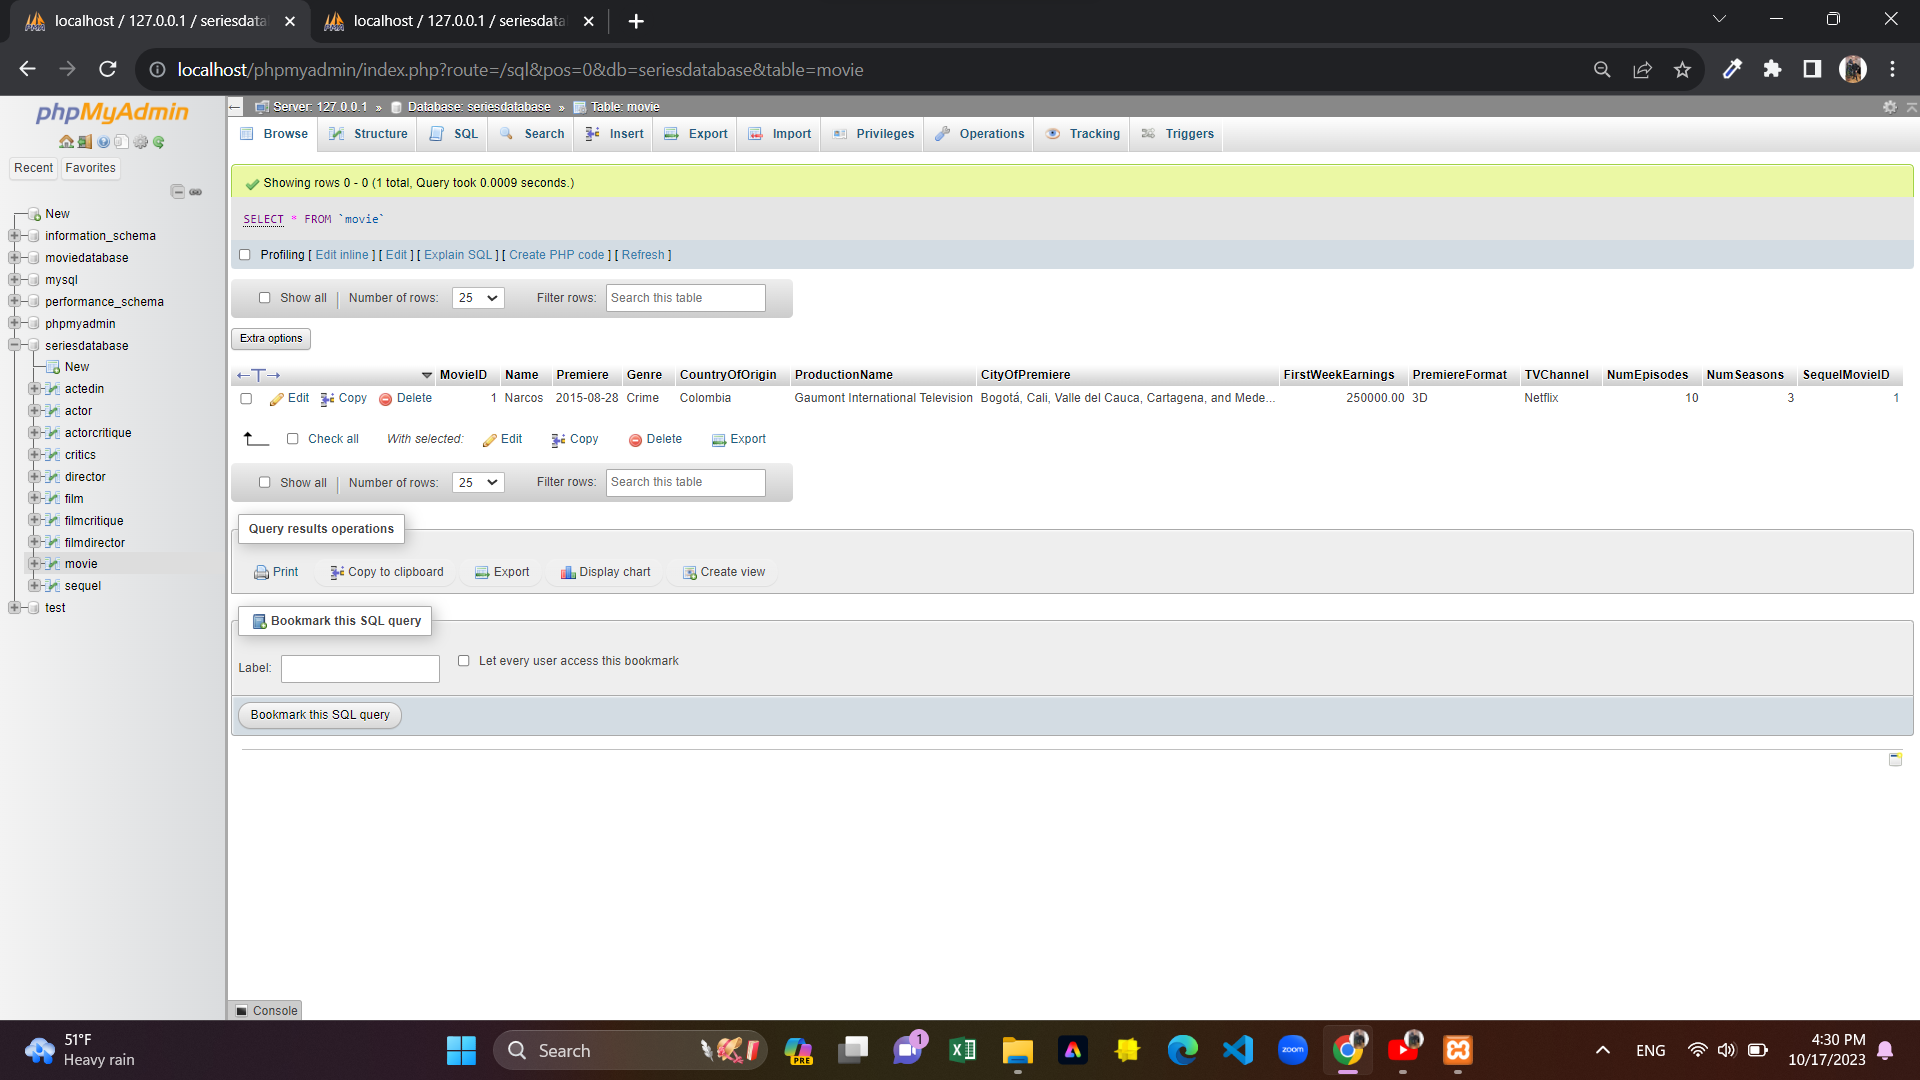 localhost / 127.0.0.1 / seriesdata
localhost / 127.0.0.1 / seriesdata
localhost/phpmyadmin/index.php?route=/sql&pos=0&db=seriesdatabase&table=movie
phpMyAdmin
Recent Favorites
New
information_schema
moviedatabase
mysql
performance_schema
phpmyadmin
seriesdatabase
New
actedin
actor
actorcritique
critics
director
film
filmcritique
filmdirector
movie
sequel
test
Server: 127.0.0.1 » Database: seriesdatabase » Table: movie
Browse Structure SQL Search Insert Export Import Privileges Operations Tracking Triggers
Showing rows 0 - 0 (1 total, Query took 0.0009 seconds.)
SELECT * FROM `movie`
Profiling [ Edit inline ] [ Edit ] [ Explain SQL ] [ Create PHP code ] [ Refresh ]
Show all | Number of rows: 25 Filter rows: Search this table
Extra options
←T→ MovieID Name Premiere Genre CountryOfOrigin ProductionName CityOfPremiere FirstWeekEarnings PremiereFormat TVChannel NumEpisodes NumSeasons SequelMovieID
Edit Copy Delete 1 Narcos 2015-08-28 Crime Colombia Gaumont International Television Bogotá, Cali, Valle del Cauca, Cartagena, and Mede... 250000.00 3D Netflix 10 3 1
Check all With selected: Edit Copy Delete Export
Show all | Number of rows: 25 Filter rows: Search this table
Query results operations
Print Copy to clipboard Export Display chart Create view
Bookmark this SQL query
Label: Let every user access this bookmark
Bookmark this SQL query
Console
51°F
Heavy rain
Search
PRE
1
zoom
ENG
4:30 PM
10/17/2023